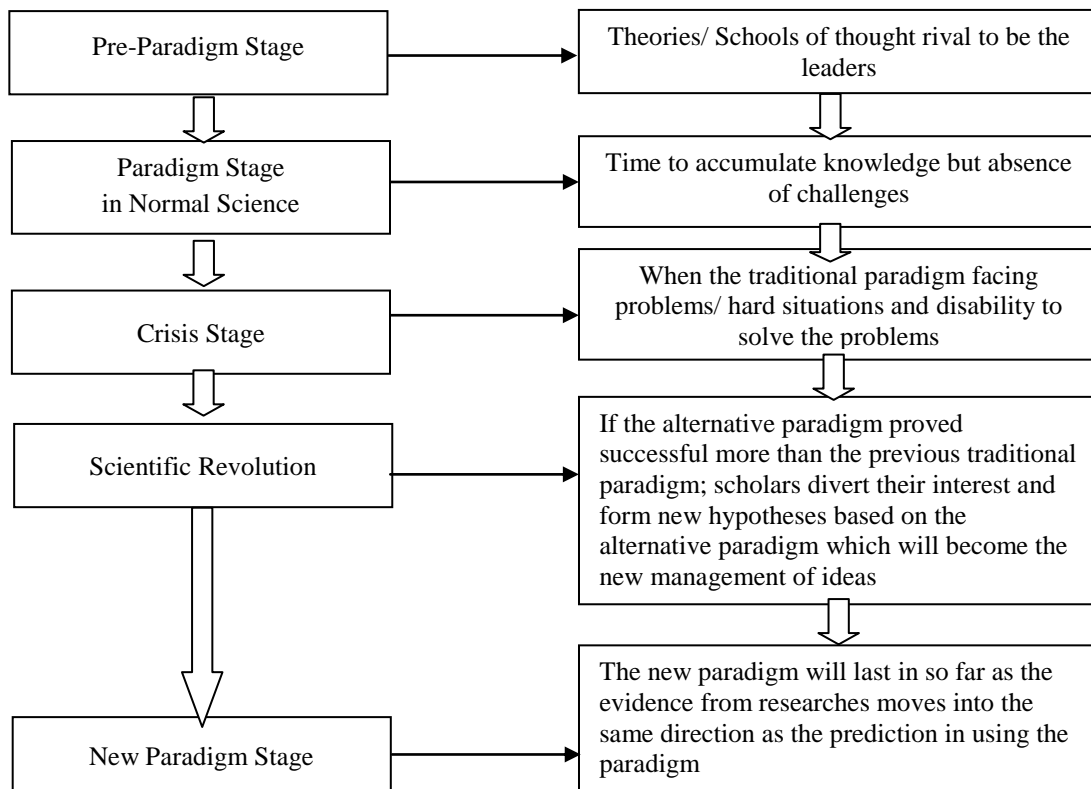 Pre-Paradigm Stage
Theories/ Schools of thought rival to be the
leaders
Paradigm Stage
in Normal Science
Time to accumulate knowledge but absence
of challenges
Crisis Stage
When the traditional paradigm facing
problems/ hard situations and disability to
solve the problems
Scientific Revolution
If the alternative paradigm proved
successful more than the previous traditional
paradigm; scholars divert their interest and
form new hypotheses based on the
alternative paradigm which will become the
new management of ideas
New Paradigm Stage
The new paradigm will last in so far as the
evidence from researches moves into the
same direction as the prediction in using the
paradigm